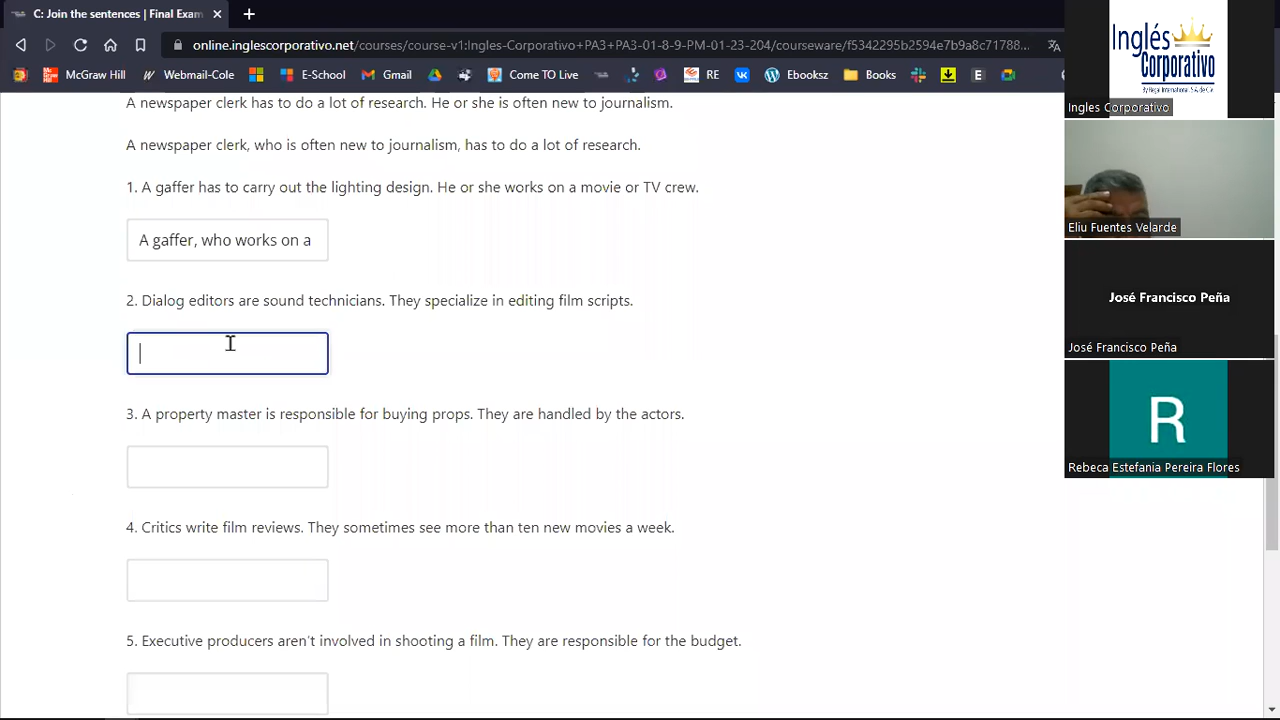 C: Join the sentences | Final Exam
online.inglescorporativo.net/courses/course-v1:Ingles-Corporativo+PA3+PA3-01-8-9-PM-01-23-204/courseware/f5342295b2594e7b9a8c71788...
McGraw Hill Webmail-Cole E-School Gmail Come TO Live RE Ebooksz Books E
A newspaper clerk has to do a lot of research. He or she is often new to journalism.
A newspaper clerk, who is often new to journalism, has to do a lot of research.
1. A gaffer has to carry out the lighting design. He or she works on a movie or TV crew.
A gaffer, who works on a
2. Dialog editors are sound technicians. They specialize in editing film scripts.
3. A property master is responsible for buying props. They are handled by the actors.
4. Critics write film reviews. They sometimes see more than ten new movies a week.
5. Executive producers aren't involved in shooting a film. They are responsible for the budget.
Inglés
Corporativo
Ingles Corporativo
Eliu Fuentes Velarde
José Francisco Peña
José Francisco Peña
R
Rebeca Estefania Pereira Flores